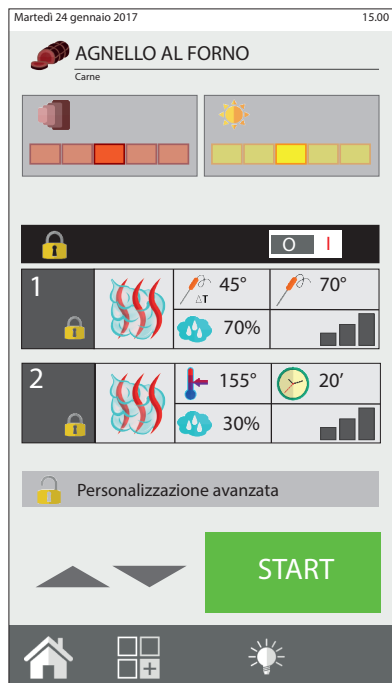 Martedì 24 gennaio 2017 15.00
AGNELLO AL FORNO
Carne
O I
1 ΔT 45° 70°
70%
2 155° 20’
30%
Personalizzazione avanzata
START